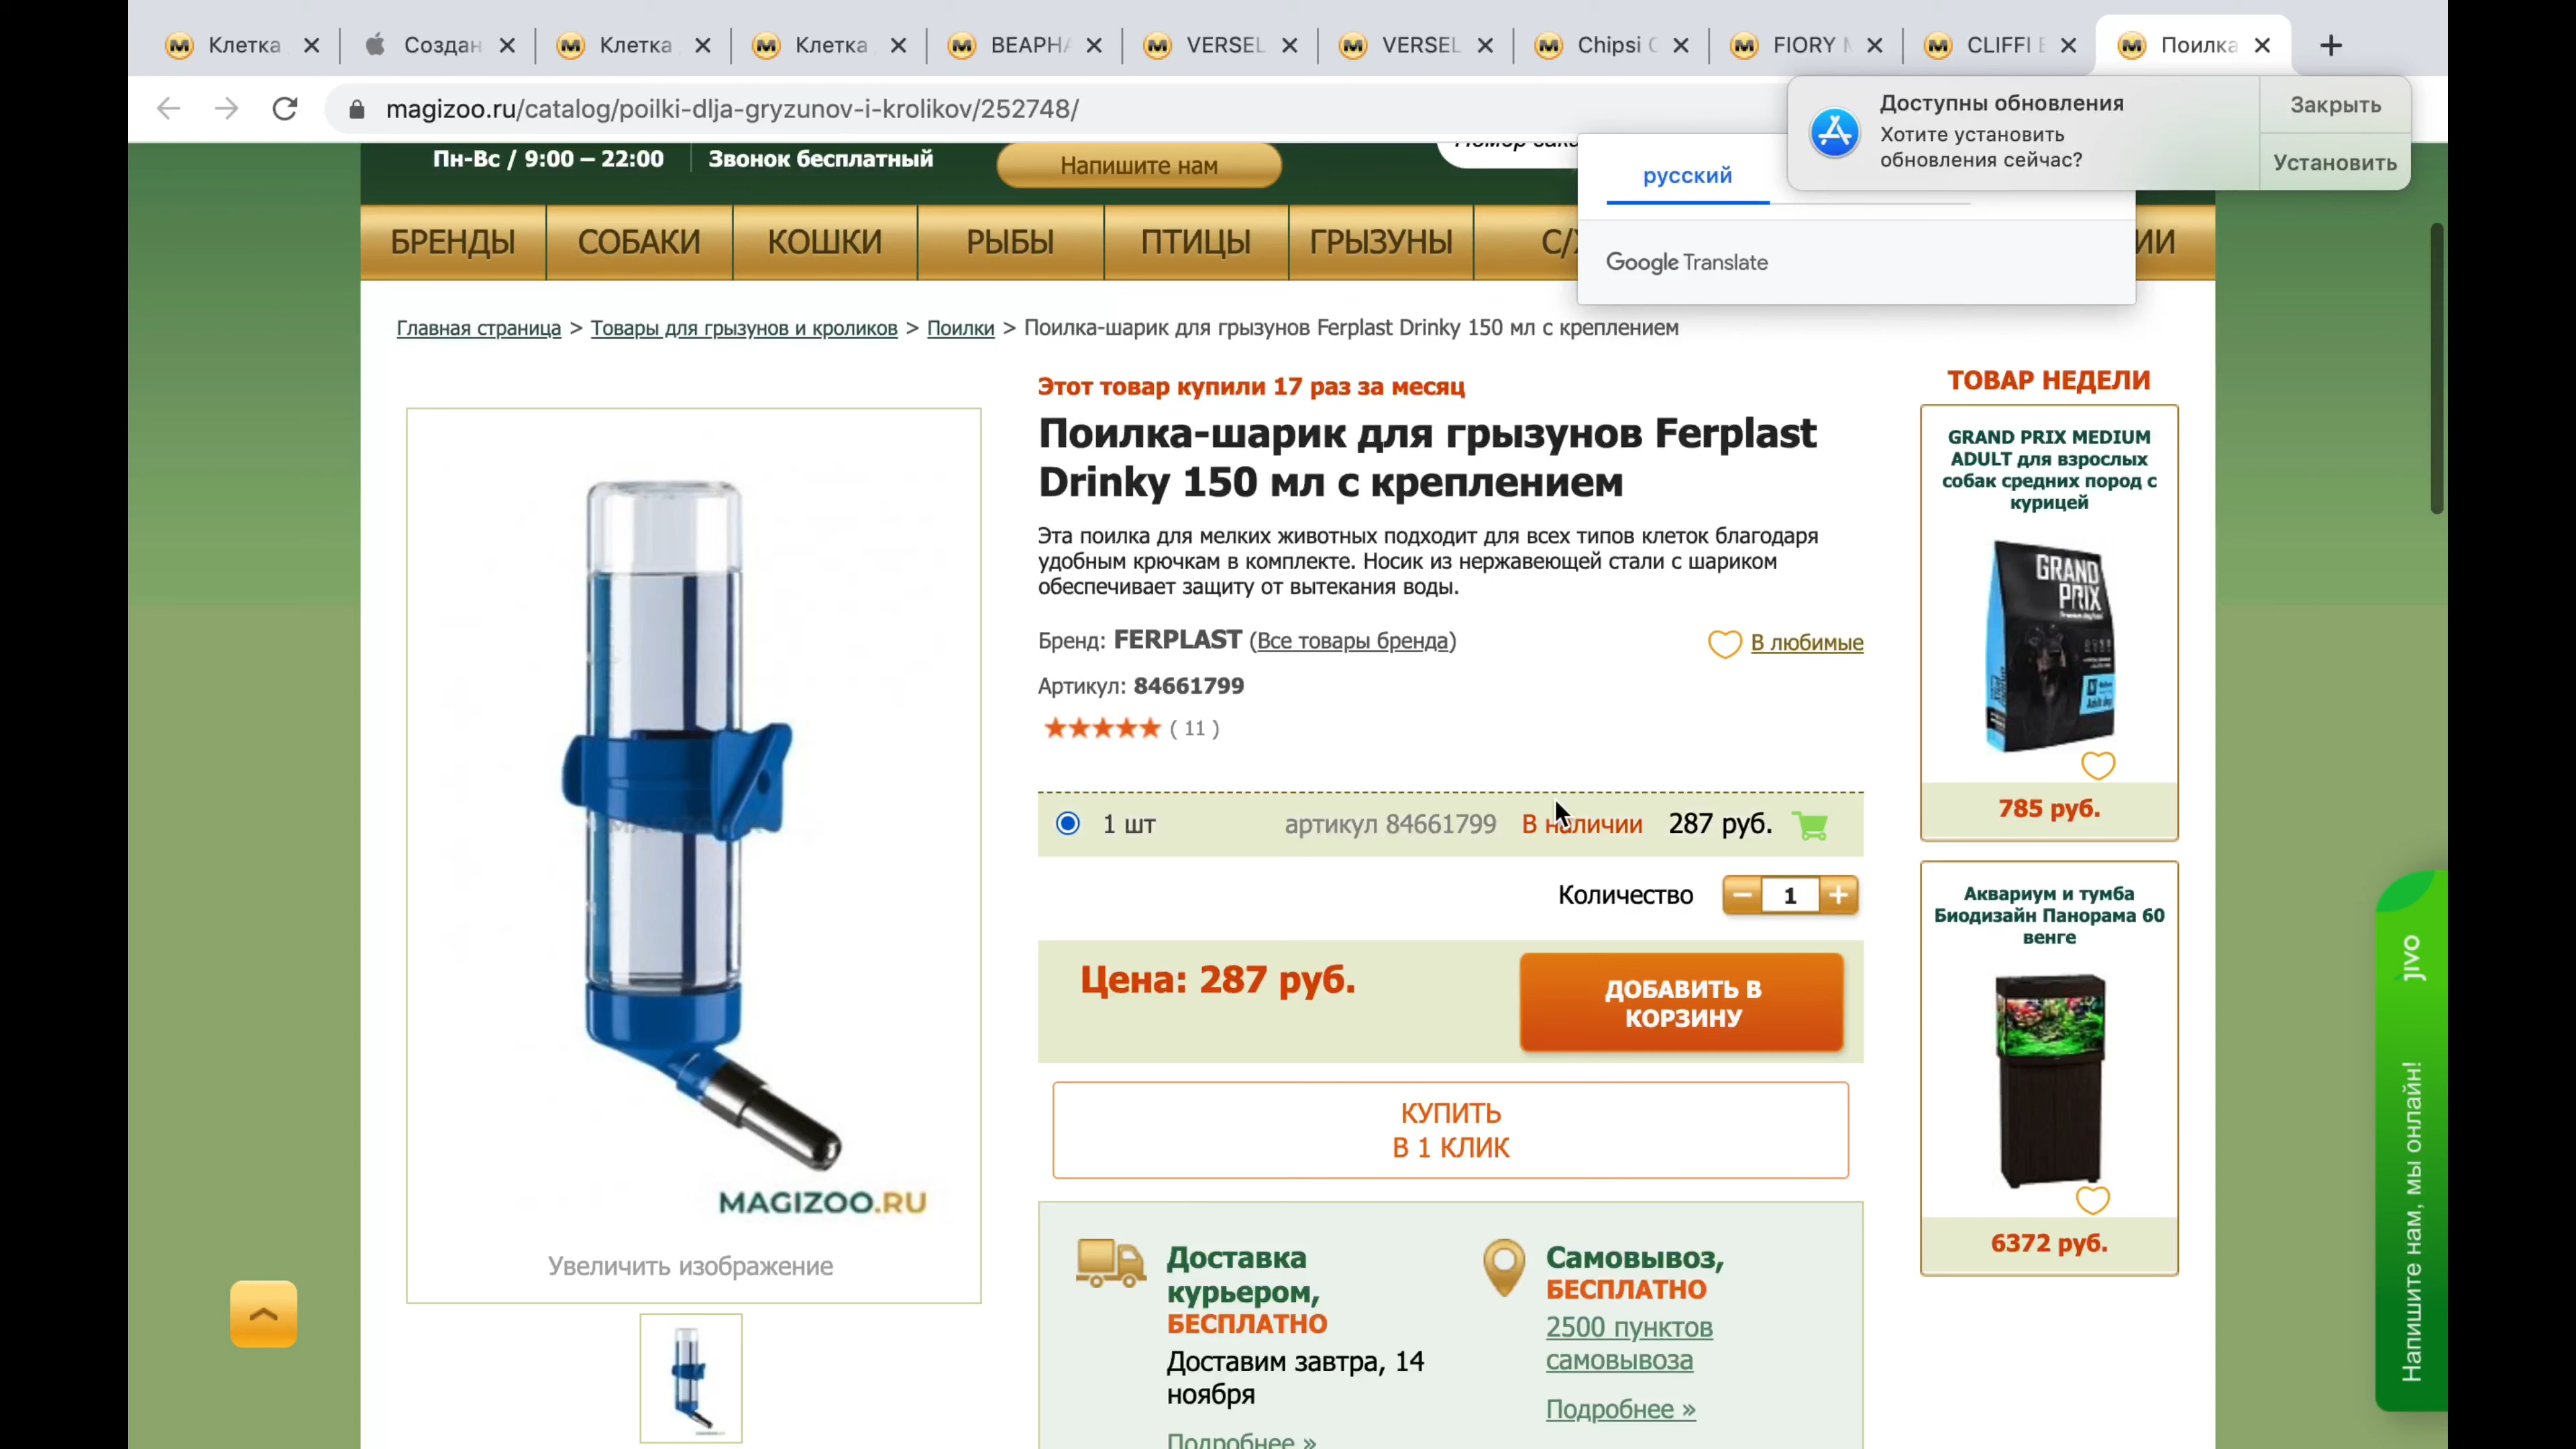 Клетка
Создан
Клетка
Клетка
BEAPHA
VERSEL
VERSEL
Chipsi
FIORY
CLIFFI
Поилка
magizoo.ru/catalog/poilki-dlja-gryzunov-i-krolikov/252748/
Доступны обновления
Хотите установить
обновления сейчас?
Закрыть
Установить
Пн-Вс / 9:00 – 22:00
Звонок бесплатный
Напишите нам
русский
Google Translate
БРЕНДЫ
СОБАКИ
КОШКИ
РЫБЫ
ПТИЦЫ
ГРЫЗУНЫ
Главная страница > Товары для грызунов и кроликов > Поилки > Поилка-шарик для грызунов Ferplast Drinky 150 мл с креплением
Этот товар купили 17 раз за месяц
Поилка-шарик для грызунов Ferplast
Drinky 150 мл с креплением
Эта поилка для мелких животных подходит для всех типов клеток благодаря
удобным крючкам в комплекте. Носик из нержавеющей стали с шариком
обеспечивает защиту от вытекания воды.
Бренд: FERPLAST (Все товары бренда)
В любимые
Артикул: 84661799
( 11 )
1 шт
артикул 84661799
В наличии
287 руб.
Количество
1
Цена: 287 руб.
ДОБАВИТЬ В
КОРЗИНУ
КУПИТЬ
В 1 КЛИК
Доставка
курьером,
БЕСПЛАТНО
Доставим завтра, 14
ноября
Подробнее »
Самовывоз,
БЕСПЛАТНО
2500 пунктов
самовывоза
Подробнее »
MAGIZOO.RU
Увеличить изображение
ТОВАР НЕДЕЛИ
GRAND PRIX MEDIUM
ADULT для взрослых
собак средних пород с
курицей
GRAND
PRIX
785 руб.
Аквариум и тумба
Биодизайн Панорама 60
венге
6372 руб.
jivo
Напишите нам, мы онлайн!